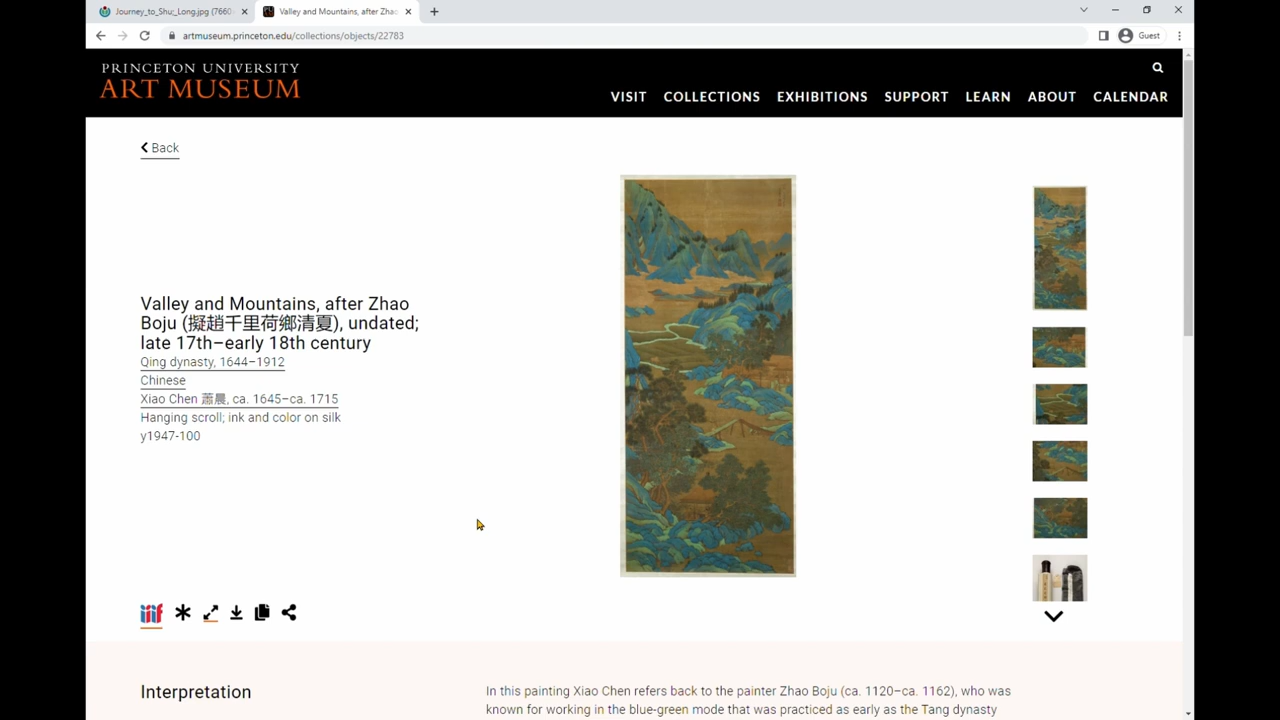 Journey_to_Shu;_Long.jpg (7660
Valley and Mountains, after Zhao
Guest
artmuseum.princeton.edu/collections/objects/22783
PRINCETON UNIVERSITY
ART MUSEUM
VISIT COLLECTIONS EXHIBITIONS SUPPORT LEARN ABOUT CALENDAR
Back
Valley and Mountains, after Zhao
Boju (擬趙千里荷鄉清夏), undated;
late 17th–early 18th century
Qing dynasty, 1644–1912
Chinese
Xiao Chen 蕭晨, ca. 1645–ca. 1715
Hanging scroll; ink and color on silk
y1947-100
iiif
Interpretation
In this painting Xiao Chen refers back to the painter Zhao Boju (ca. 1120–ca. 1162), who was
known for working in the blue-green mode that was practiced as early as the Tang dynasty